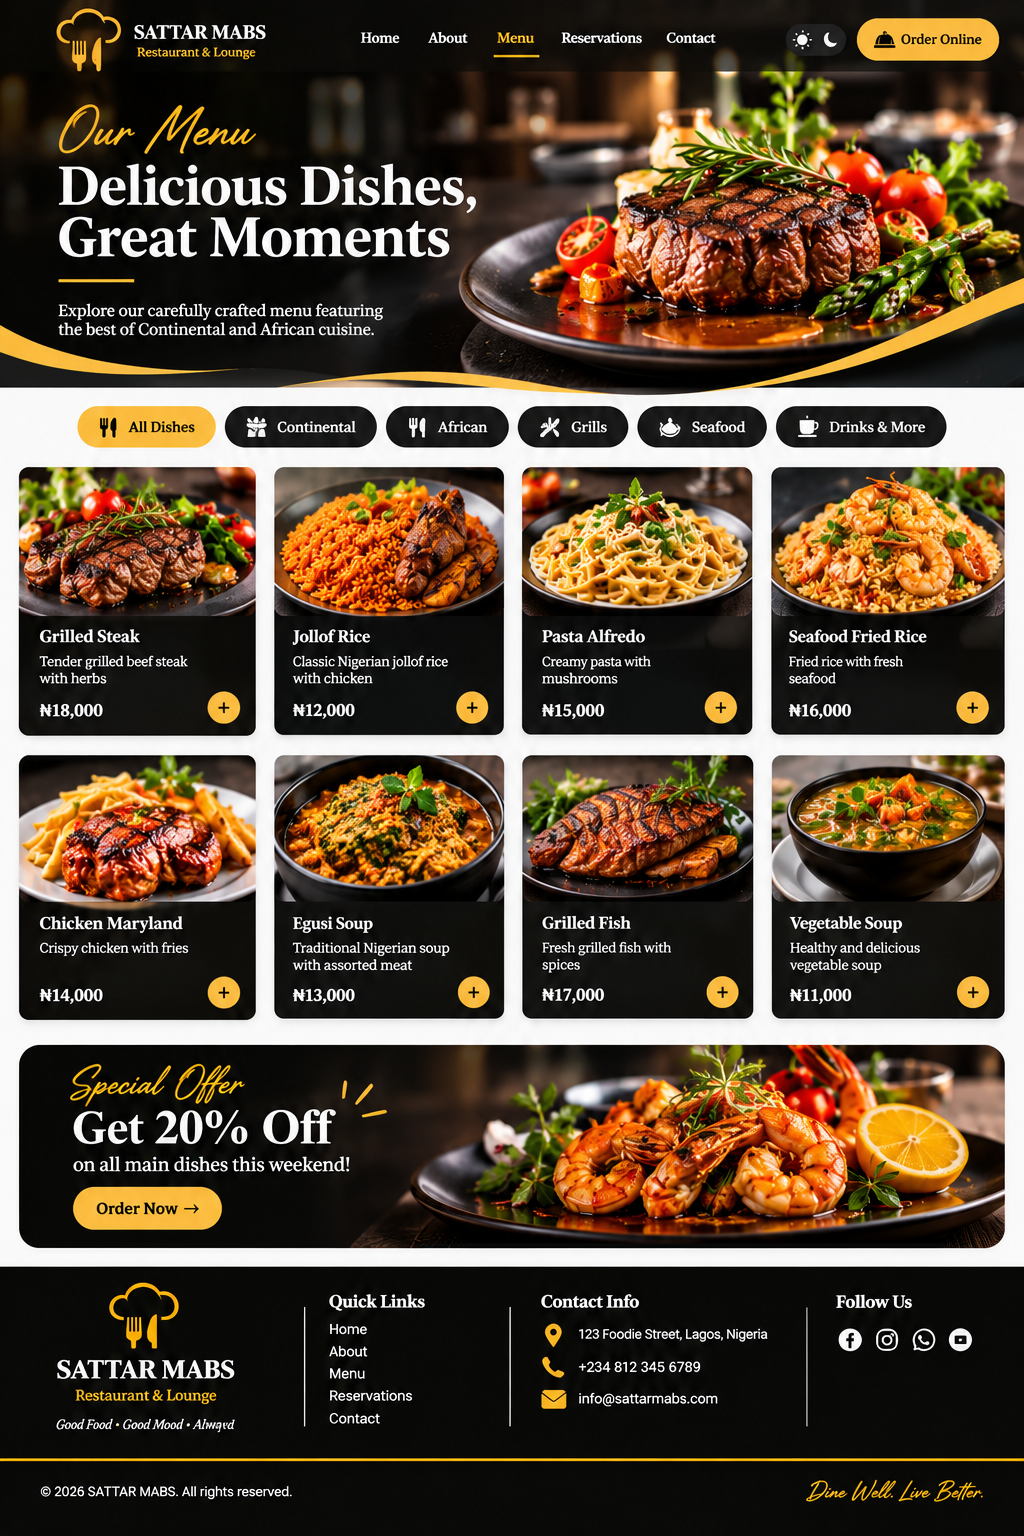 SATTAR MABS
Restaurant & Lounge
Home
About
Menu
Reservations
Contact
Order Online
Our Menu
Delicious Dishes,
Great Moments
Explore our carefully crafted menu featuring
the best of Continental and African cuisine.
All Dishes
Continental
African
Grills
Seafood
Drinks & More
Grilled Steak
Tender grilled beef steak
with herbs
₦18,000
+
Jollof Rice
Classic Nigerian jollof rice
with chicken
₦12,000
+
Pasta Alfredo
Creamy pasta with
mushrooms
₦15,000
+
Seafood Fried Rice
Fried rice with fresh
seafood
₦16,000
+
Chicken Maryland
Crispy chicken with fries
₦14,000
+
Egusi Soup
Traditional Nigerian soup
with assorted meat
₦13,000
+
Grilled Fish
Fresh grilled fish with
spices
₦17,000
+
Vegetable Soup
Healthy and delicious
vegetable soup
₦11,000
+
Special Offer
Get 20% Off
on all main dishes this weekend!
Order Now →
SATTAR MABS
Restaurant & Lounge
Good Food • Good Mood •
Quick Links
Home
About
Menu
Reservations
Contact
Contact Info
123 Foodie Street, Lagos, Nigeria
+234 812 345 6789
info@sattarmabs.com
Follow Us
© 2026 SATTAR MABS. All rights reserved.
Dine Well. Live Better.